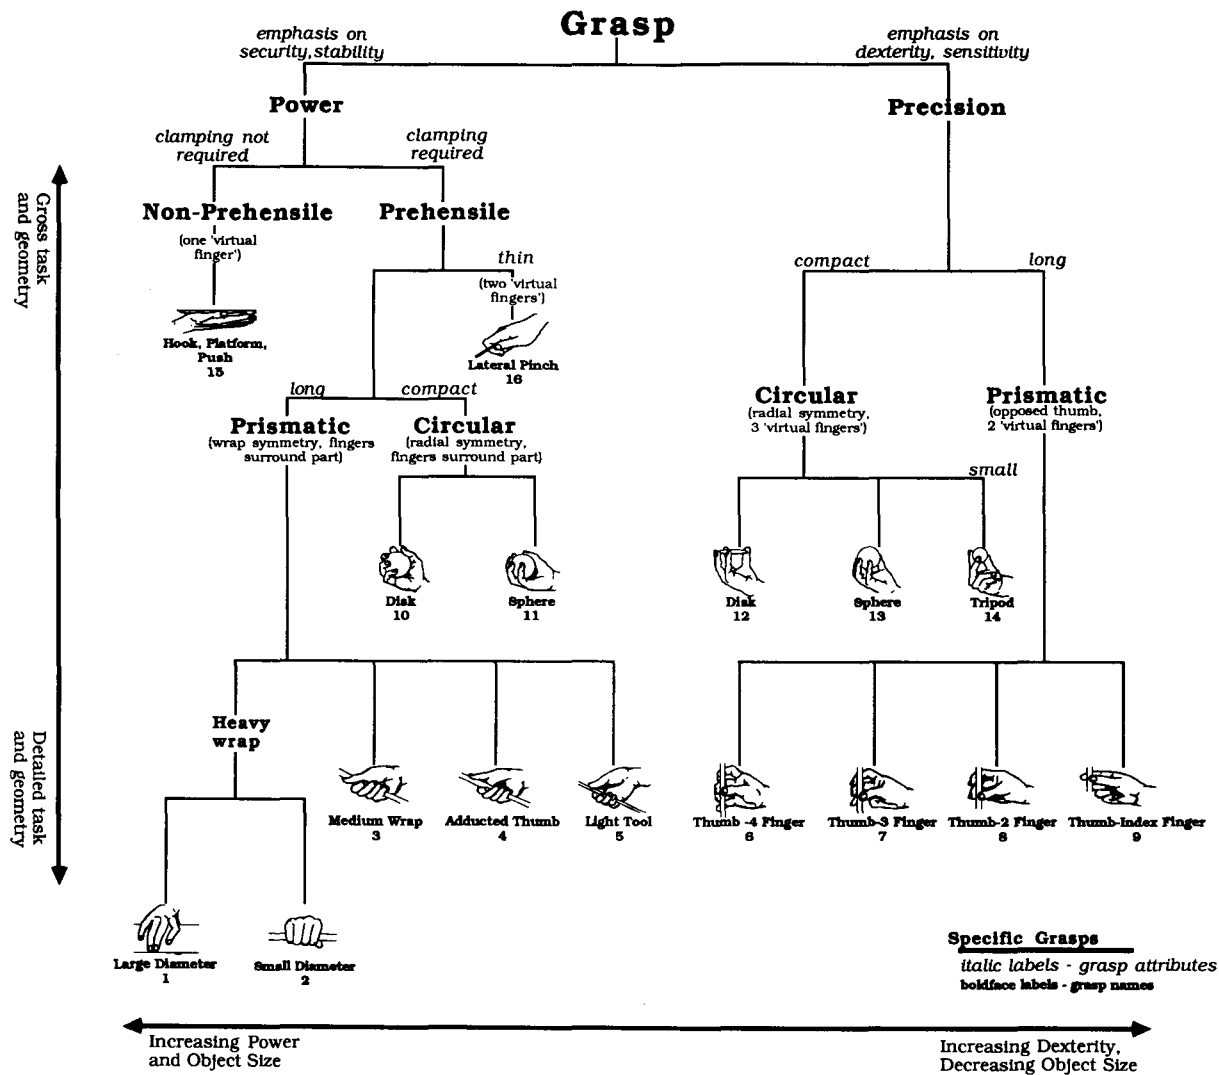 Grasp
emphasis on
security, stability
emphasis on
dexterity, sensitivity
Power
Precision
clamping not
required
clamping
required
Gross task
and geometry
Non-Prehensile
(one 'virtual
finger')
Prehensile
thin
(two 'virtual
fingers')
compact
long
Hook, Platform,
Push
15
Lateral Pinch
16
long
compact
Prismatic
(wrap symmetry, fingers
surround part)
Circular
(radial symmetry,
fingers surround part)
Circular
(radial symmetry,
3 'virtual fingers')
Prismatic
(opposed thumb,
2 'virtual fingers')
small
Disk
10
Sphere
11
Disk
12
Sphere
13
Tripod
14
Detailed task
and geometry
Heavy
wrap
Medium Wrap
3
Adducted Thumb
4
Light Tool
5
Thumb -4 Finger
6
Thumb-3 Finger
7
Thumb-2 Finger
8
Thumb-Index Finger
9
Large Diameter
1
Small Diameter
2
Specific Grasps
italic labels - grasp attributes
boldface labels - grasp names
Increasing Power
and Object Size
Increasing Dexterity,
Decreasing Object Size